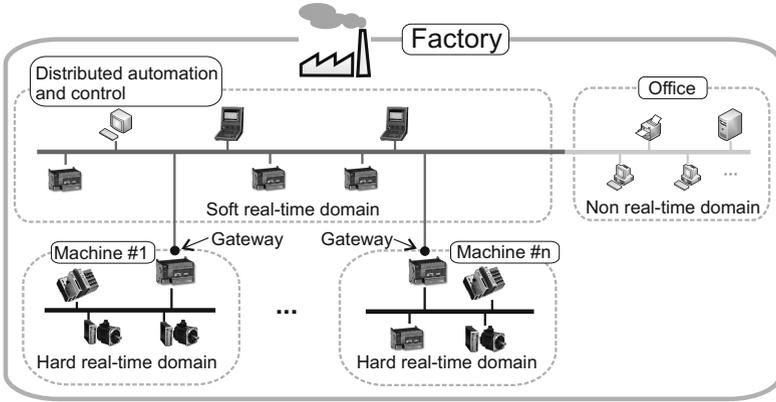 Factory
Distributed automation
and control
Office
Soft real-time domain
...
Non real-time domain
Gateway
Gateway
Machine #1
Machine #n
...
Hard real-time domain
Hard real-time domain